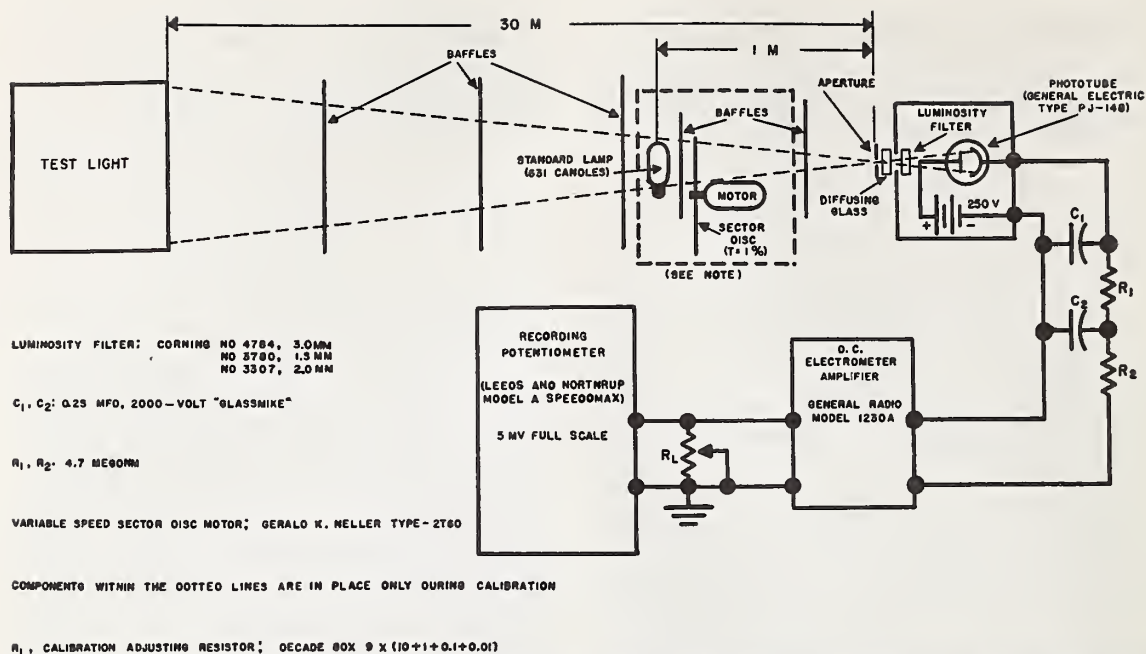 30 M
1 M
BAFFLES
APERTURE
PHOTOTUBE
(GENERAL ELECTRIC
TYPE PJ-14B)
LUMINOSITY
FILTER
BAFFLES
TEST LIGHT
STANDARD LAMP
(631 CANDLES)
MOTOR
DIFFUSING
GLASS
250 V
+ -
SECTOR
DISC
(T=1%)
(SEE NOTE)
C1
R1
C2
R2
RECORDING
POTENTIOMETER
(LEEDS AND NORTHRUP
MODEL A SPEEDOMAX)
5 MV FULL SCALE
RL
D.C.
ELECTROMETER
AMPLIFIER
GENERAL RADIO
MODEL 1230A
LUMINOSITY FILTER: CORNING NO 4784, 3.0MM
NO 3780, 1.3 MM
NO 3307, 2.0 MM
C1, C2: 0.25 MFD, 2000-VOLT "GLASSMIKE"
R1, R2. 4.7 MEGOHM
VARIABLE SPEED SECTOR DISC MOTOR; GERALD K. HELLER TYPE-2T60
COMPONENTS WITHIN THE DOTTED LINES ARE IN PLACE ONLY DURING CALIBRATION
RL, CALIBRATION ADJUSTING RESISTOR; DECADE BOX 9 X (10+1+0.1+0.01)